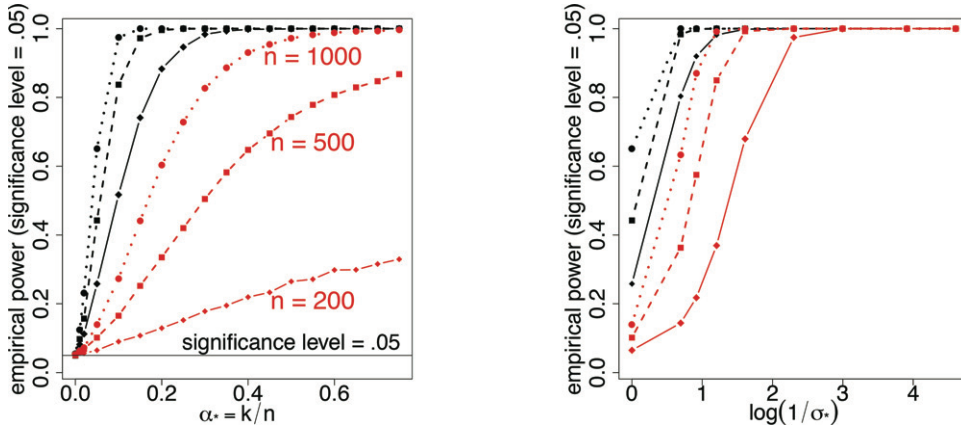 empirical power (significance level = .05)
0.0 0.2 0.4 0.6 0.8 1.0
n = 1000
n = 500
n = 200
significance level = .05
0.0 0.2 0.4 0.6
α* = k/n
empirical power (significance level = .05)
0.0 0.2 0.4 0.6 0.8 1.0
0 1 2 3 4
log(1/σ*)